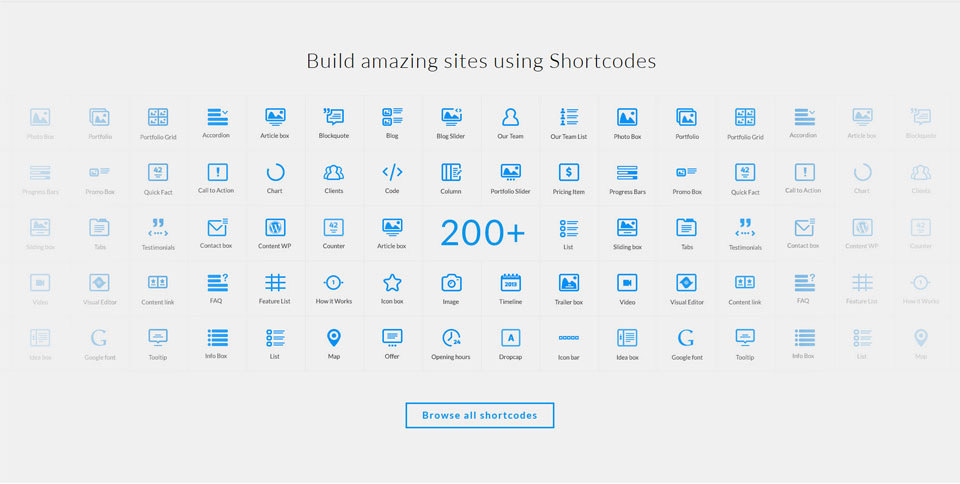 Build amazing sites using Shortcodes
Photo Box Portfolio Portfolio Grid Accordion Article box Blockquote Blog Blog Slider Our Team Our Team List Photo Box Portfolio Portfolio Grid Accordion Article box Blockquote
42 ! $ 42 !
Progress Bars Promo Box Quick Fact Call to Action Chart Clients Code Column Portfolio Slider Pricing Item Progress Bars Promo Box Quick Fact Call to Action Chart Clients
42 200+ 42
Sliding box Tabs Testimonials Contact box Content WP Counter Article box List Sliding box Tabs Testimonials Contact box Content WP Counter
? 1 2013 ? 1
Video Visual Editor Content link FAQ Feature List How it Works Icon box Image Timeline Trailer box Video Visual Editor Content link FAQ Feature List How it Works
G 24 A G
Idea box Google font Tooltip Info Box List Map Offer Opening hours Dropcap Icon bar Idea box Google font Tooltip Info Box List Map
Browse all shortcodes